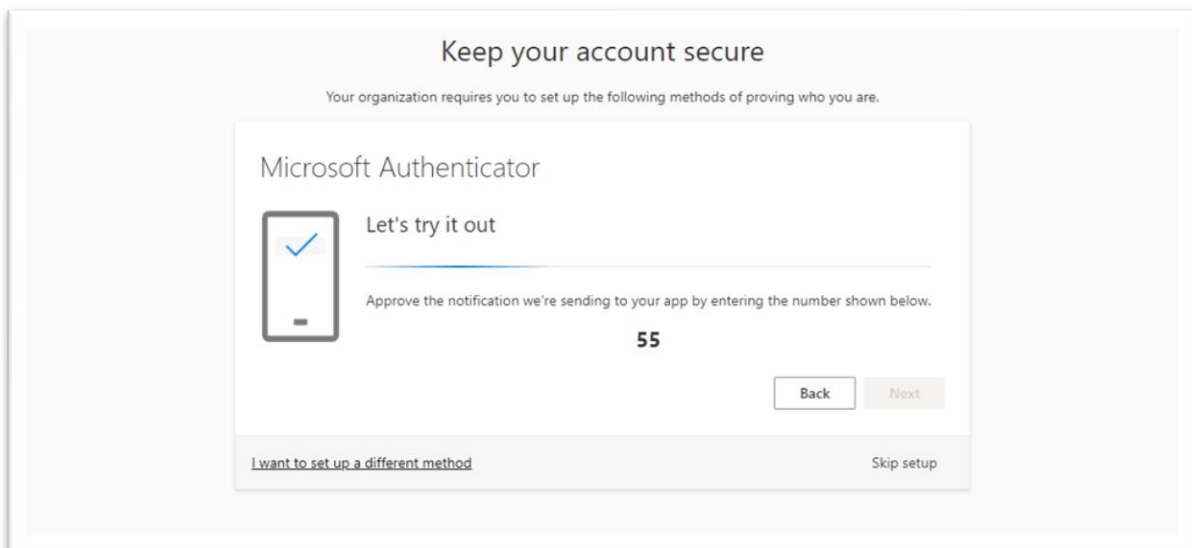 Keep your account secure
Your organization requires you to set up the following methods of proving who you are.
Microsoft Authenticator
Let's try it out
Approve the notification we're sending to your app by entering the number shown below.
55
Back
Next
I want to set up a different method
Skip setup